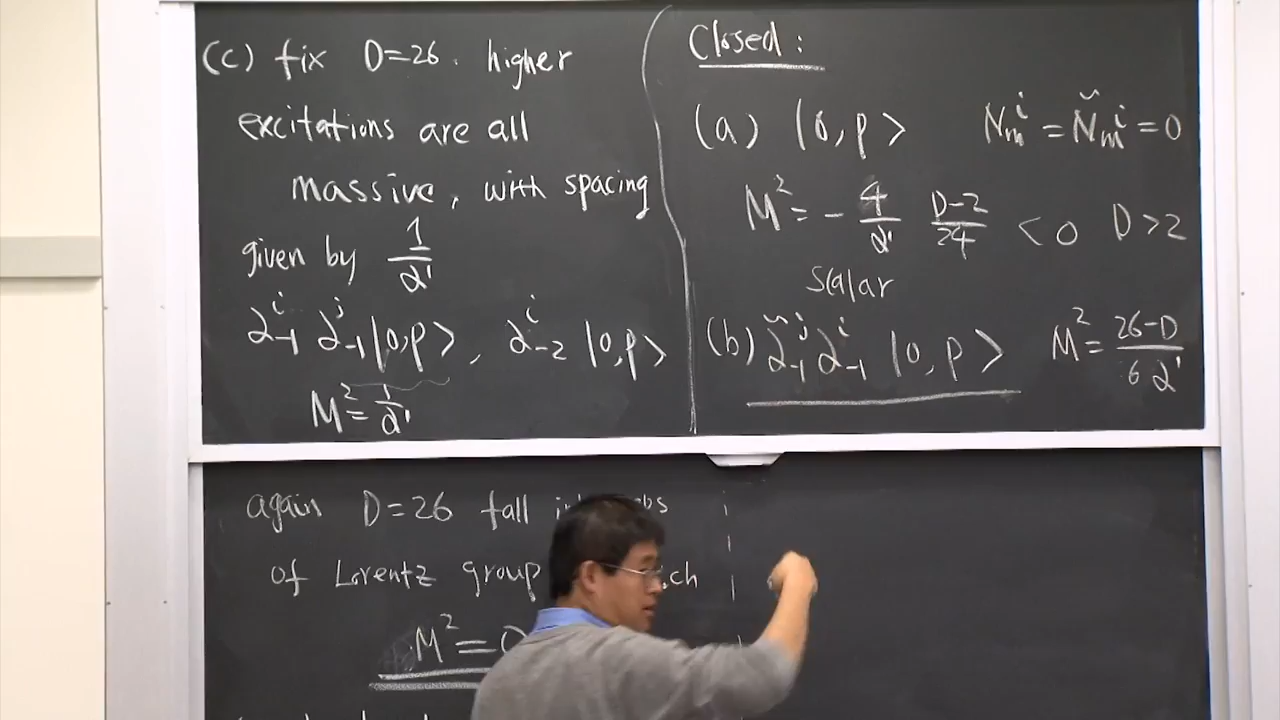 (c) fix D=26. higher
excitations are all
massive, with spacing
given by 1/α'
α^i_{-1} α^j_{-1} |0,p>, α^i_{-2} |0,p>
M² = 1/α'
Closed:
(a) |0,p> N_m^i = Ñ_m^i = 0
M² = - 4/α' D-2/24 < 0 D>2
scalar
(b) α̃^j_{-1} α^i_{-1} |0,p> M² = 26-D/6α'
again D=26 fall
of Lorentz group
M² = 0